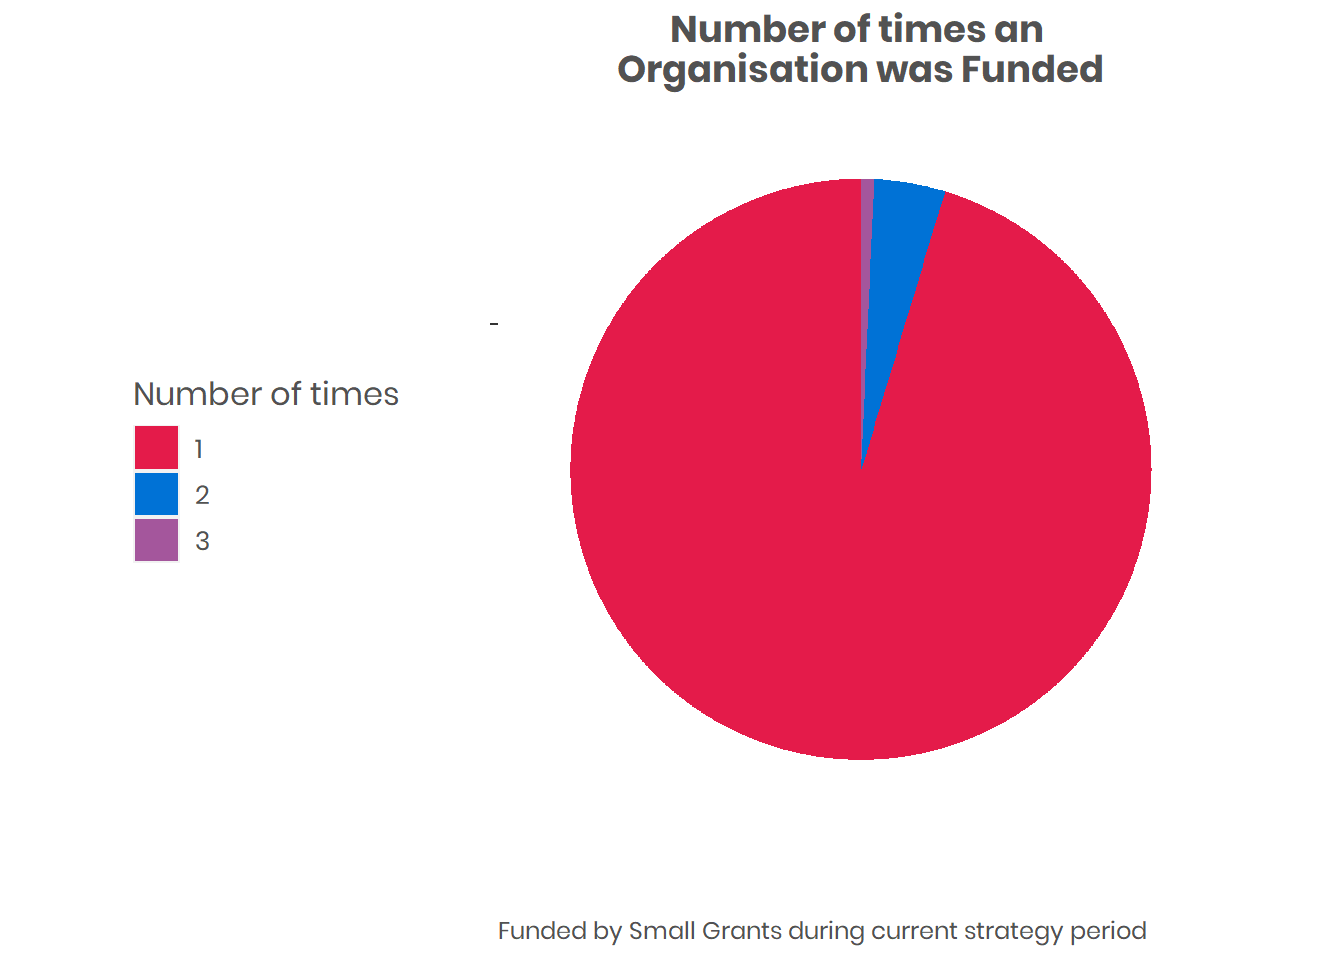 Number of times an
Organisation was Funded
Number of times
1
2
3
Funded by Small Grants during current strategy period